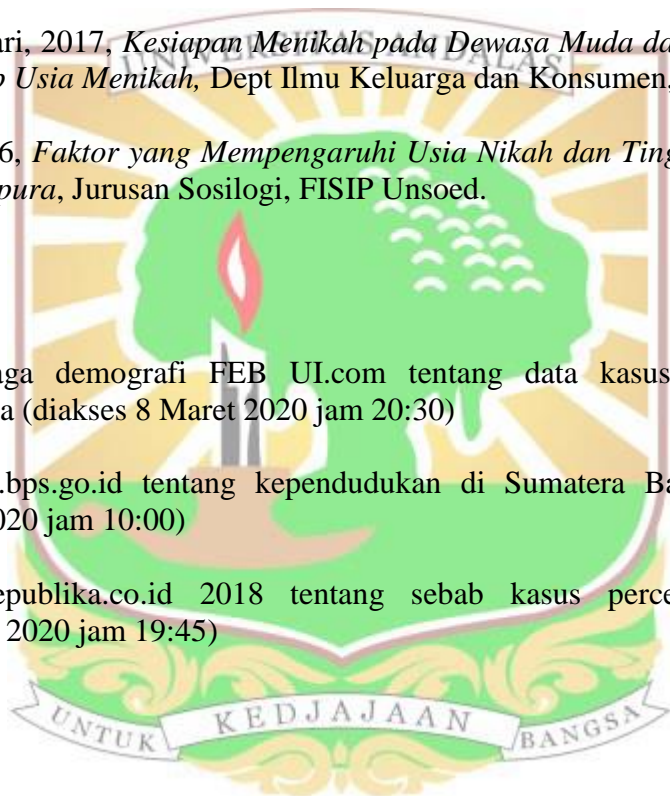 ari, 2017, Kesiapan Menikah pada Dewasa Muda da
Usia Menikah, Dept Ilmu Keluarga dan Konsumen,
UNIVERSITAS ANDALAS
6, Faktor yang Mempengaruhi Usia Nikah dan Ting
pura, Jurusan Sosilogi, FISIP Unsoed.
aga demografi FEB UI.com tentang data kasus
a (diakses 8 Maret 2020 jam 20:30)
.bps.go.id tentang kependudukan di Sumatera Ba
020 jam 10:00)
epublika.co.id 2018 tentang sebab kasus perce
2020 jam 19:45)
UNTUK KEDJAJAAN BANGSA